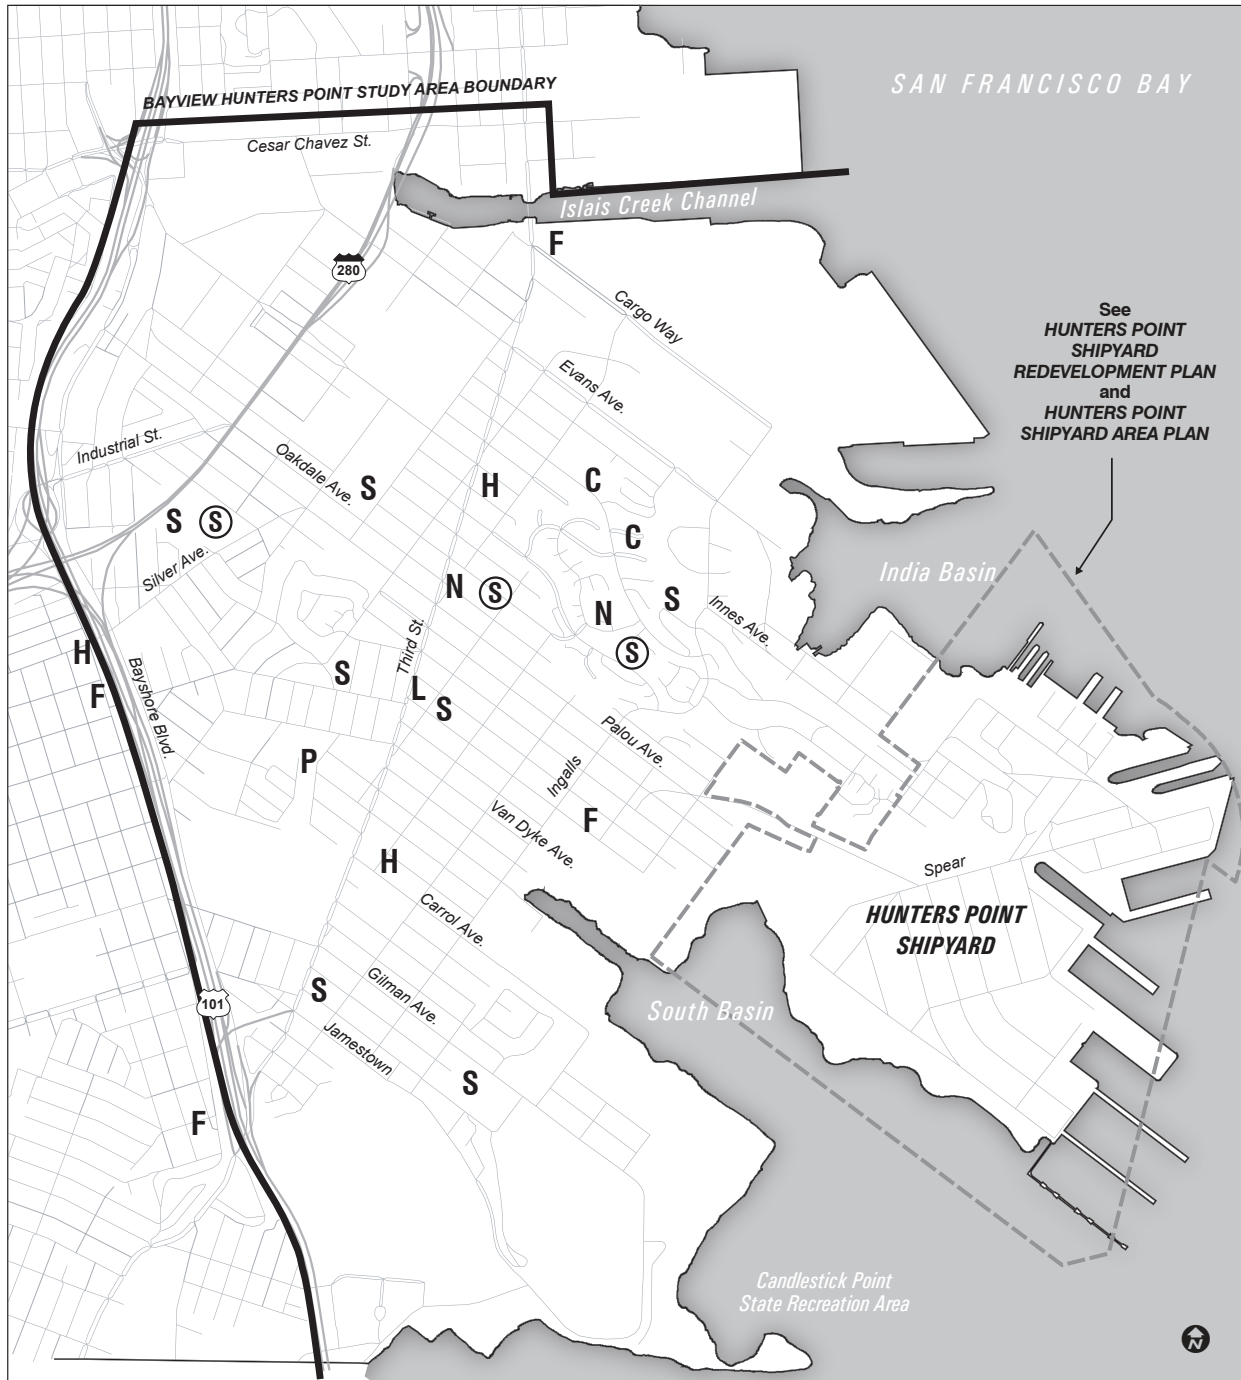 SAN FRANCISCO BAY
BAYVIEW HUNTERS POINT STUDY AREA BOUNDARY
Cesar Chavez St.
Islais Creek Channel
F
280
Cargo Way
See
HUNTERS POINT
SHIPYARD
REDEVELOPMENT PLAN
and
HUNTERS POINT
SHIPYARD AREA PLAN
Evans Ave.
Industrial St.
Oakdale Ave.
S
H
C
S
S
C
Silver Ave.
India Basin
N
S
N
S
Innes Ave.
H
S
Third St.
S
F
Bayshore Blvd.
L
S
P
Palou Ave.
Ingalls
Van Dyke Ave.
F
H
Spear
Carrol Ave.
HUNTERS POINT
SHIPYARD
S
Gilman Ave.
101
South Basin
Jamestown
S
F
Candlestick Point
State Recreation Area
N